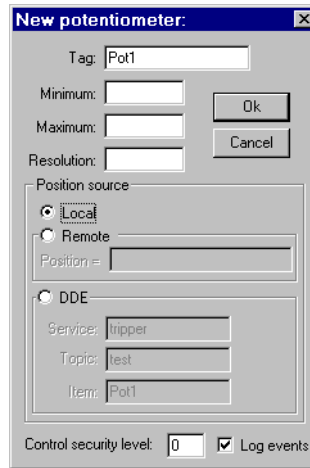 New potentiometer:
Tag: Pot1
Minimum:
Ok
Maximum:
Cancel
Resolution:
Position source
Local
Remote
Position =
DDE
Service: tripper
Topic: test
Item: Pot1
Control security level: 0 Log events